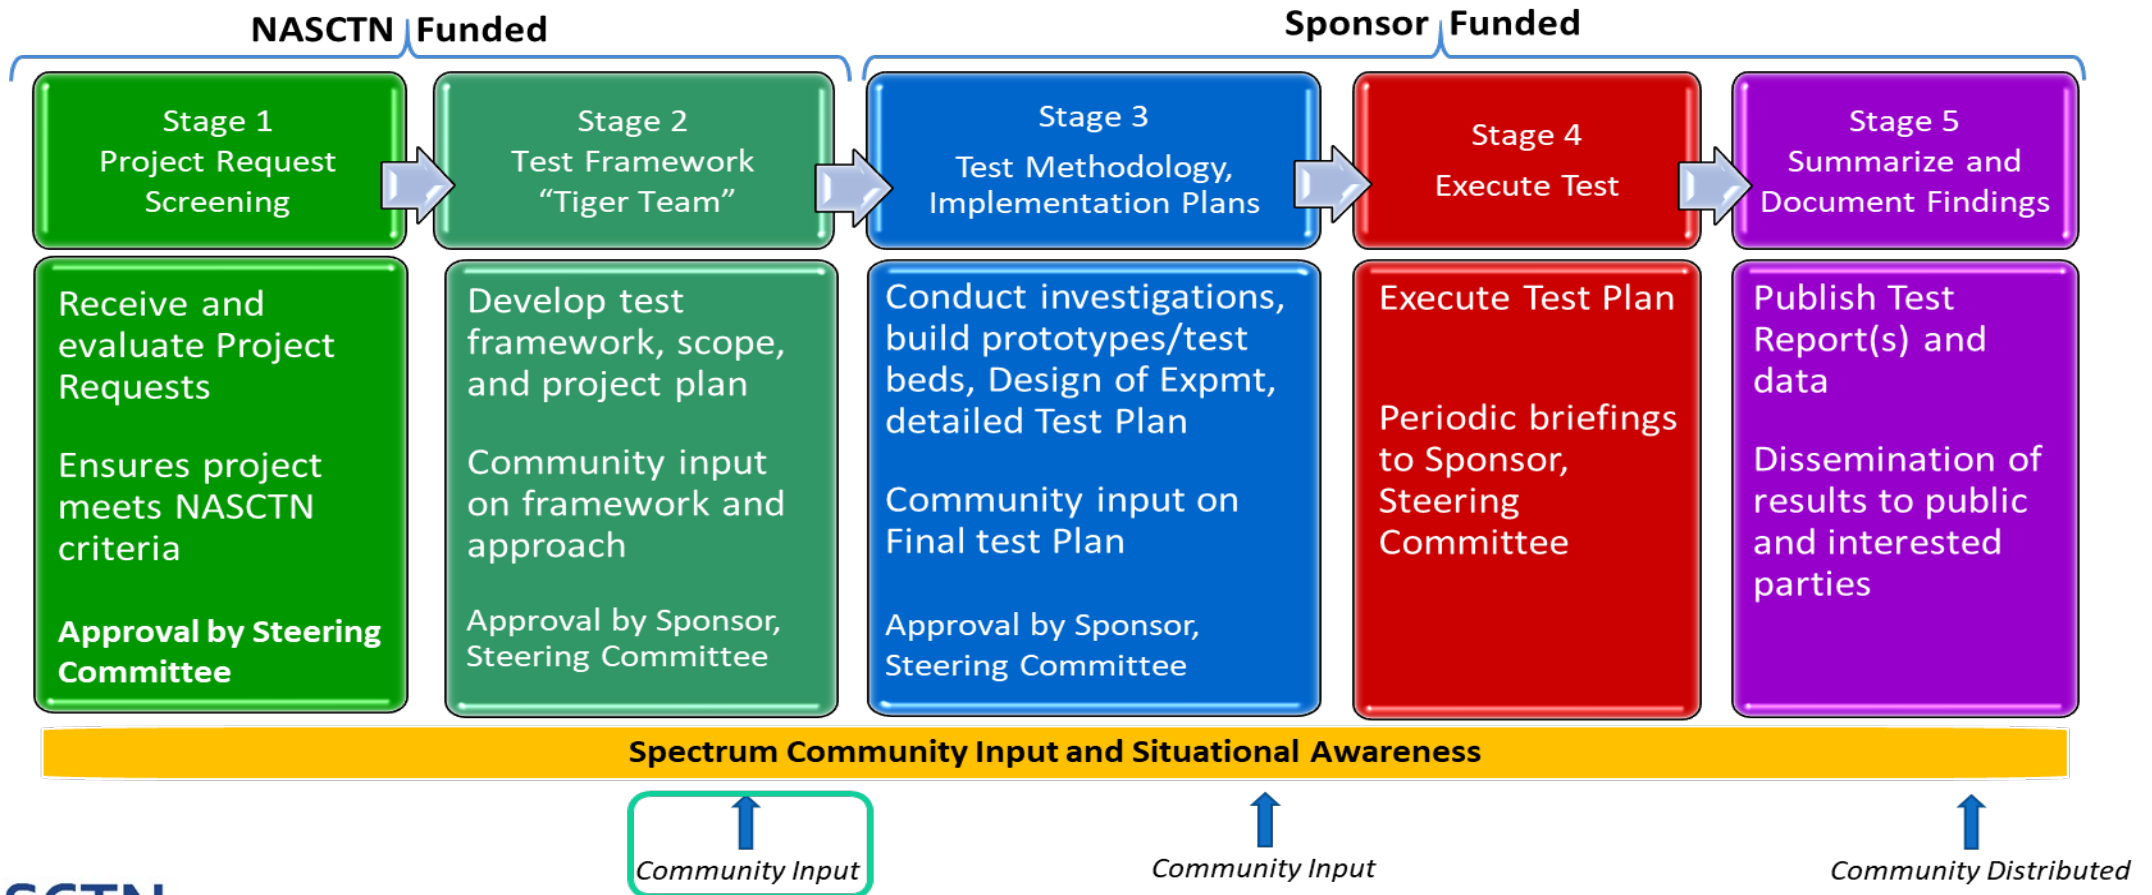 NASCTN Funded
Sponsor Funded
Stage 1
Project Request
Screening
Stage 2
Test Framework
“Tiger Team”
Stage 3
Test Methodology,
Implementation Plans
Stage 4
Execute Test
Stage 5
Summarize and
Document Findings
Receive and
evaluate Project
Requests
Ensures project
meets NASCTN
criteria
Approval by Steering
Committee
Develop test
framework, scope,
and project plan
Community input
on framework and
approach
Approval by Sponsor,
Steering Committee
Conduct investigations,
build prototypes/test
beds, Design of Expmt,
detailed Test Plan
Community input on
Final test Plan
Approval by Sponsor,
Steering Committee
Execute Test Plan
Periodic briefings
to Sponsor,
Steering
Committee
Publish Test
Report(s) and
data
Dissemination of
results to public
and interested
parties
Spectrum Community Input and Situational Awareness
Community Input
Community Input
Community Distributed